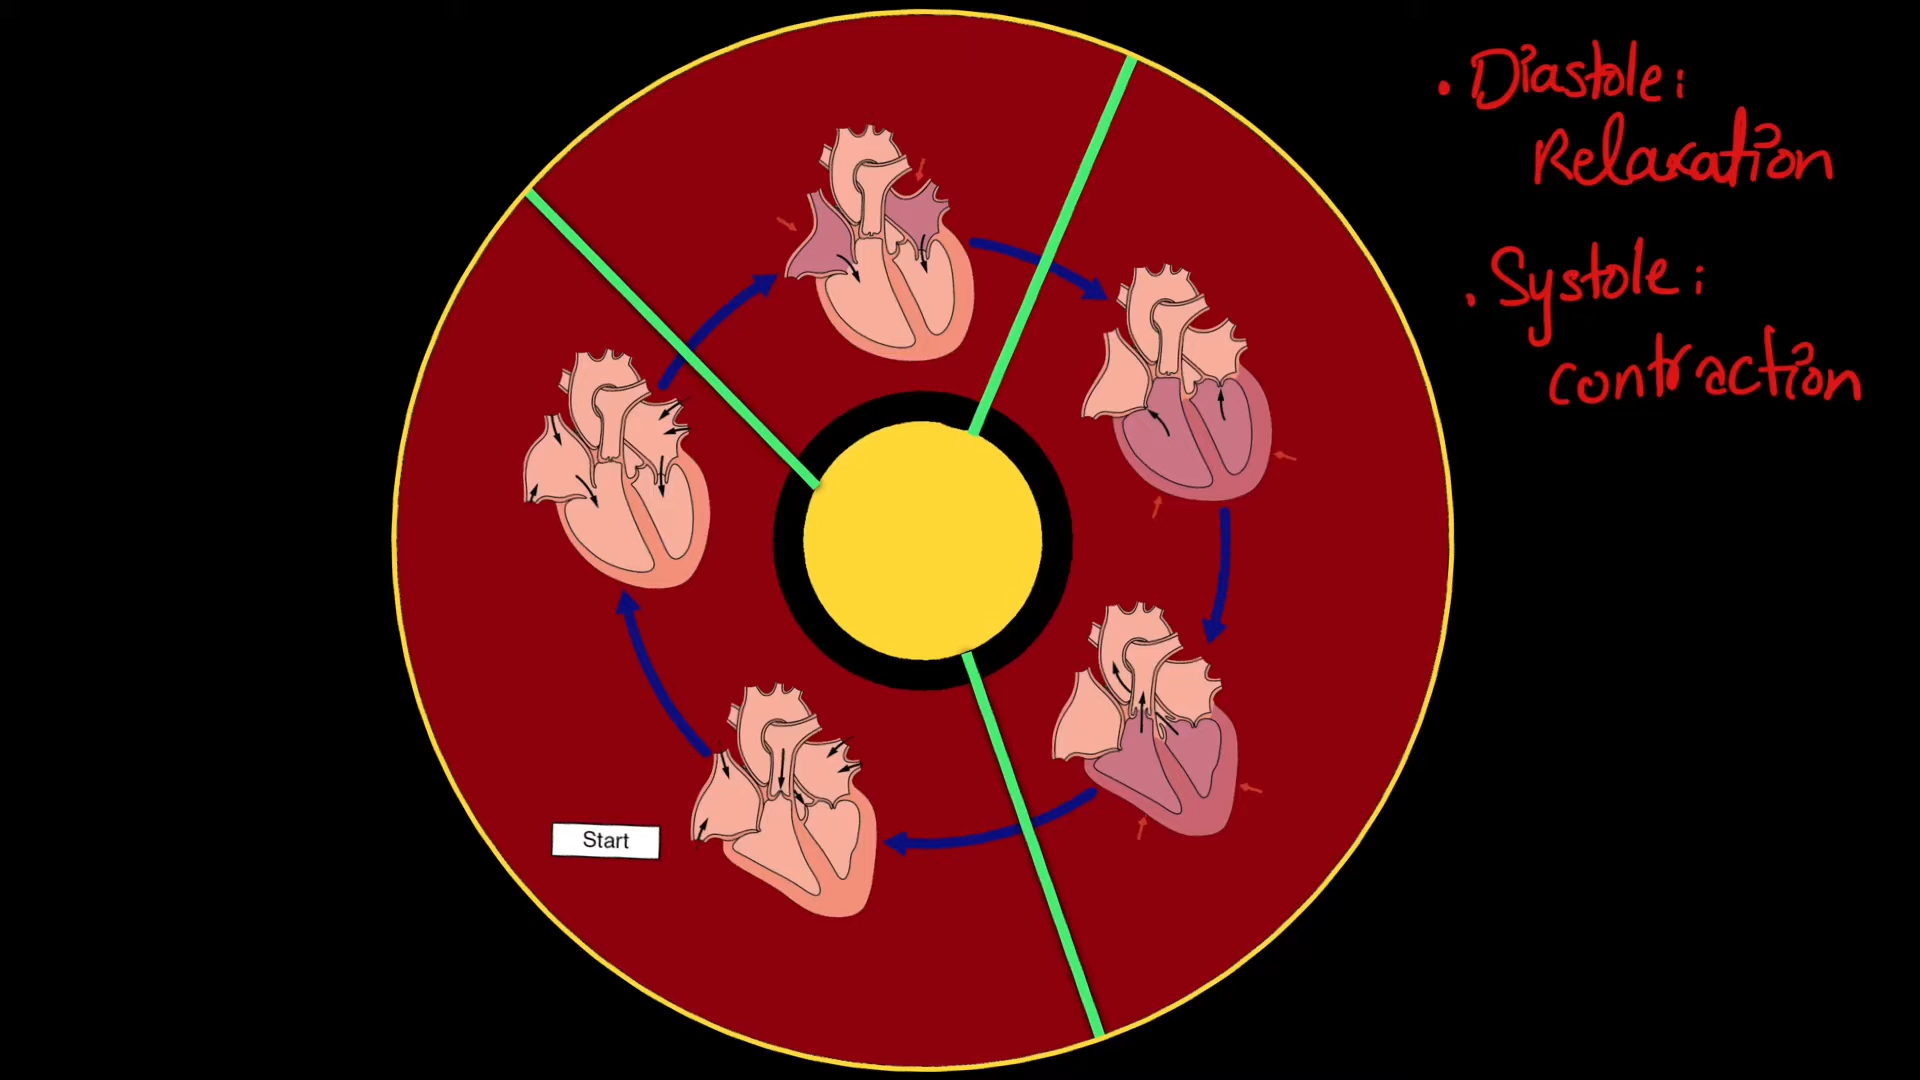 • Diastole:
Relaxation
• Systole:
contraction
Start